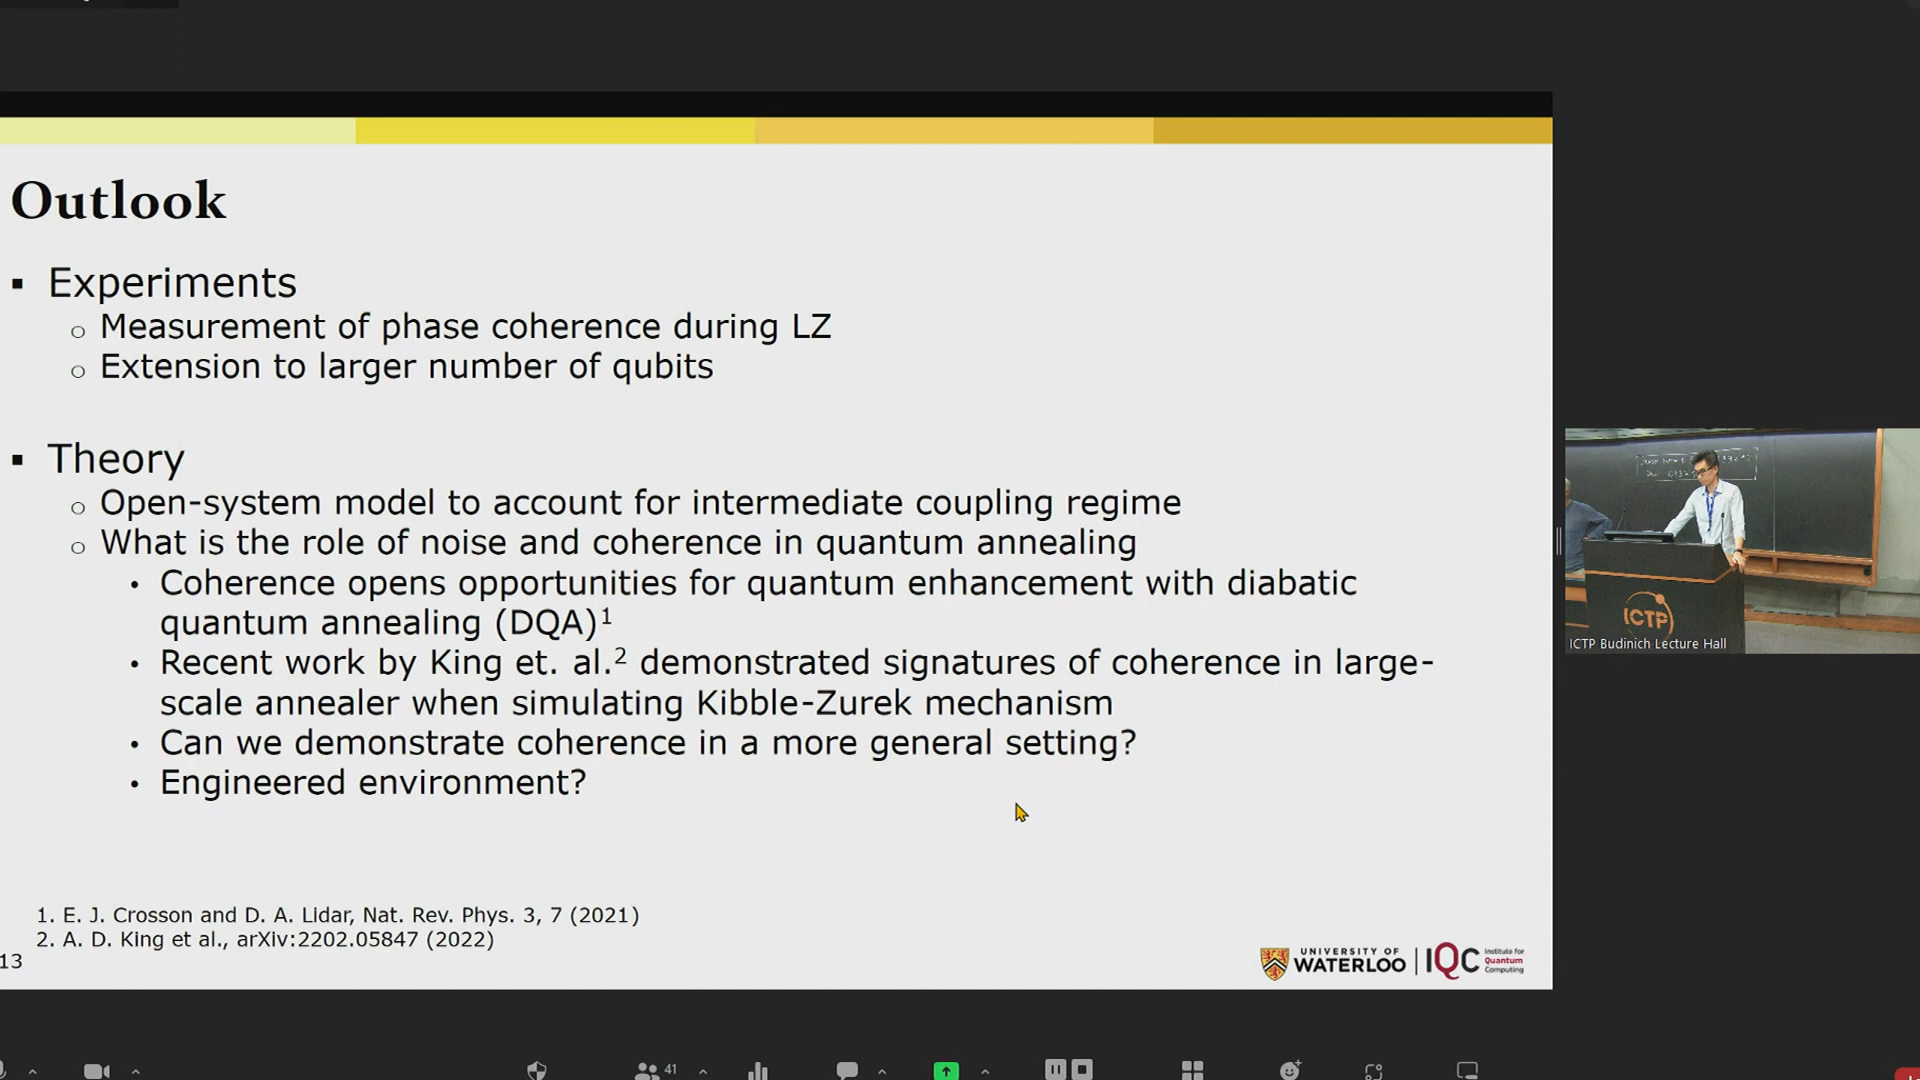 Outlook
▪ Experiments
o Measurement of phase coherence during LZ
o Extension to larger number of qubits
▪ Theory
o Open-system model to account for intermediate coupling regime
o What is the role of noise and coherence in quantum annealing
• Coherence opens opportunities for quantum enhancement with diabatic
quantum annealing (DQA)1
• Recent work by King et. al.2 demonstrated signatures of coherence in large-
scale annealer when simulating Kibble-Zurek mechanism
• Can we demonstrate coherence in a more general setting?
• Engineered environment?
1. E. J. Crosson and D. A. Lidar, Nat. Rev. Phys. 3, 7 (2021)
2. A. D. King et al., arXiv:2202.05847 (2022)
13
UNIVERSITY OF
WATERLOO
IQC
Institute for
Quantum
Computing
ICTP
ICTP Budinich Lecture Hall
41